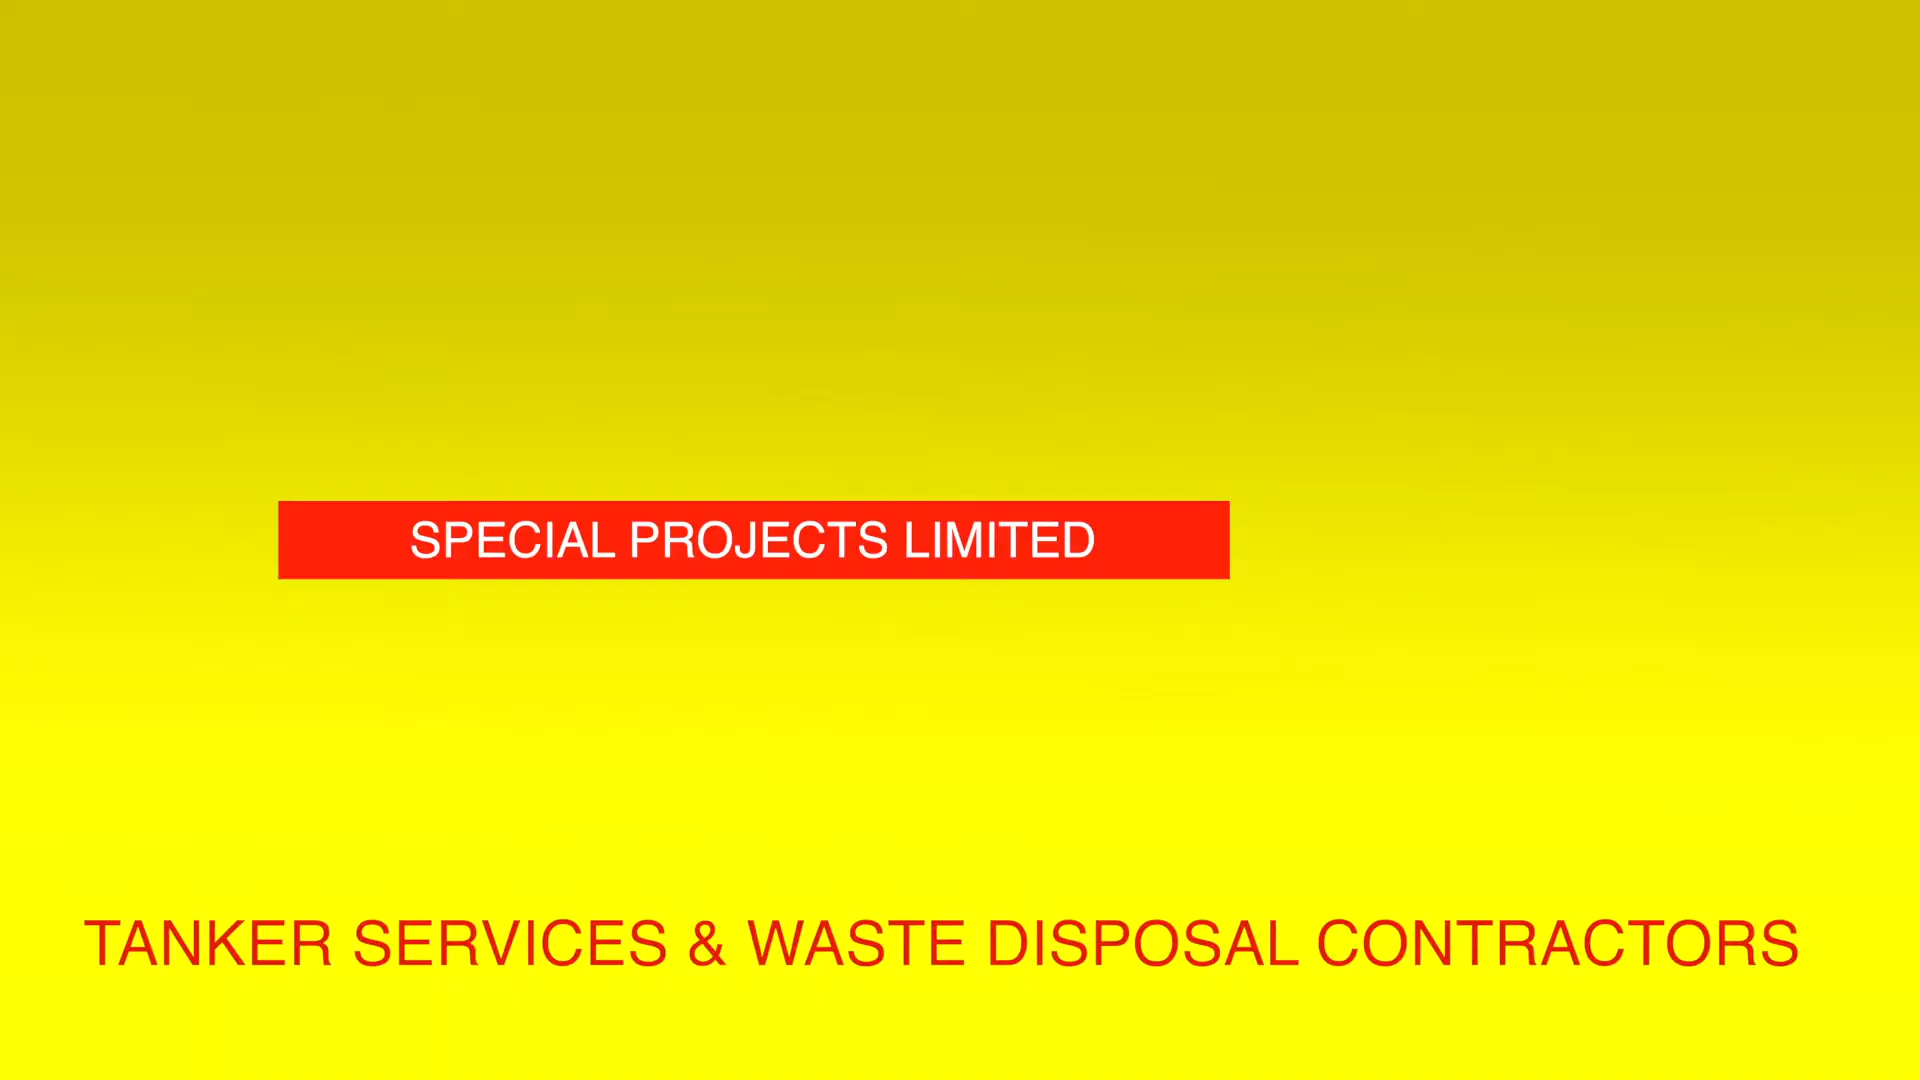 SPECIAL PROJECTS LIMITED
TANKER SERVICES & WASTE DISPOSAL CONTRACTORS